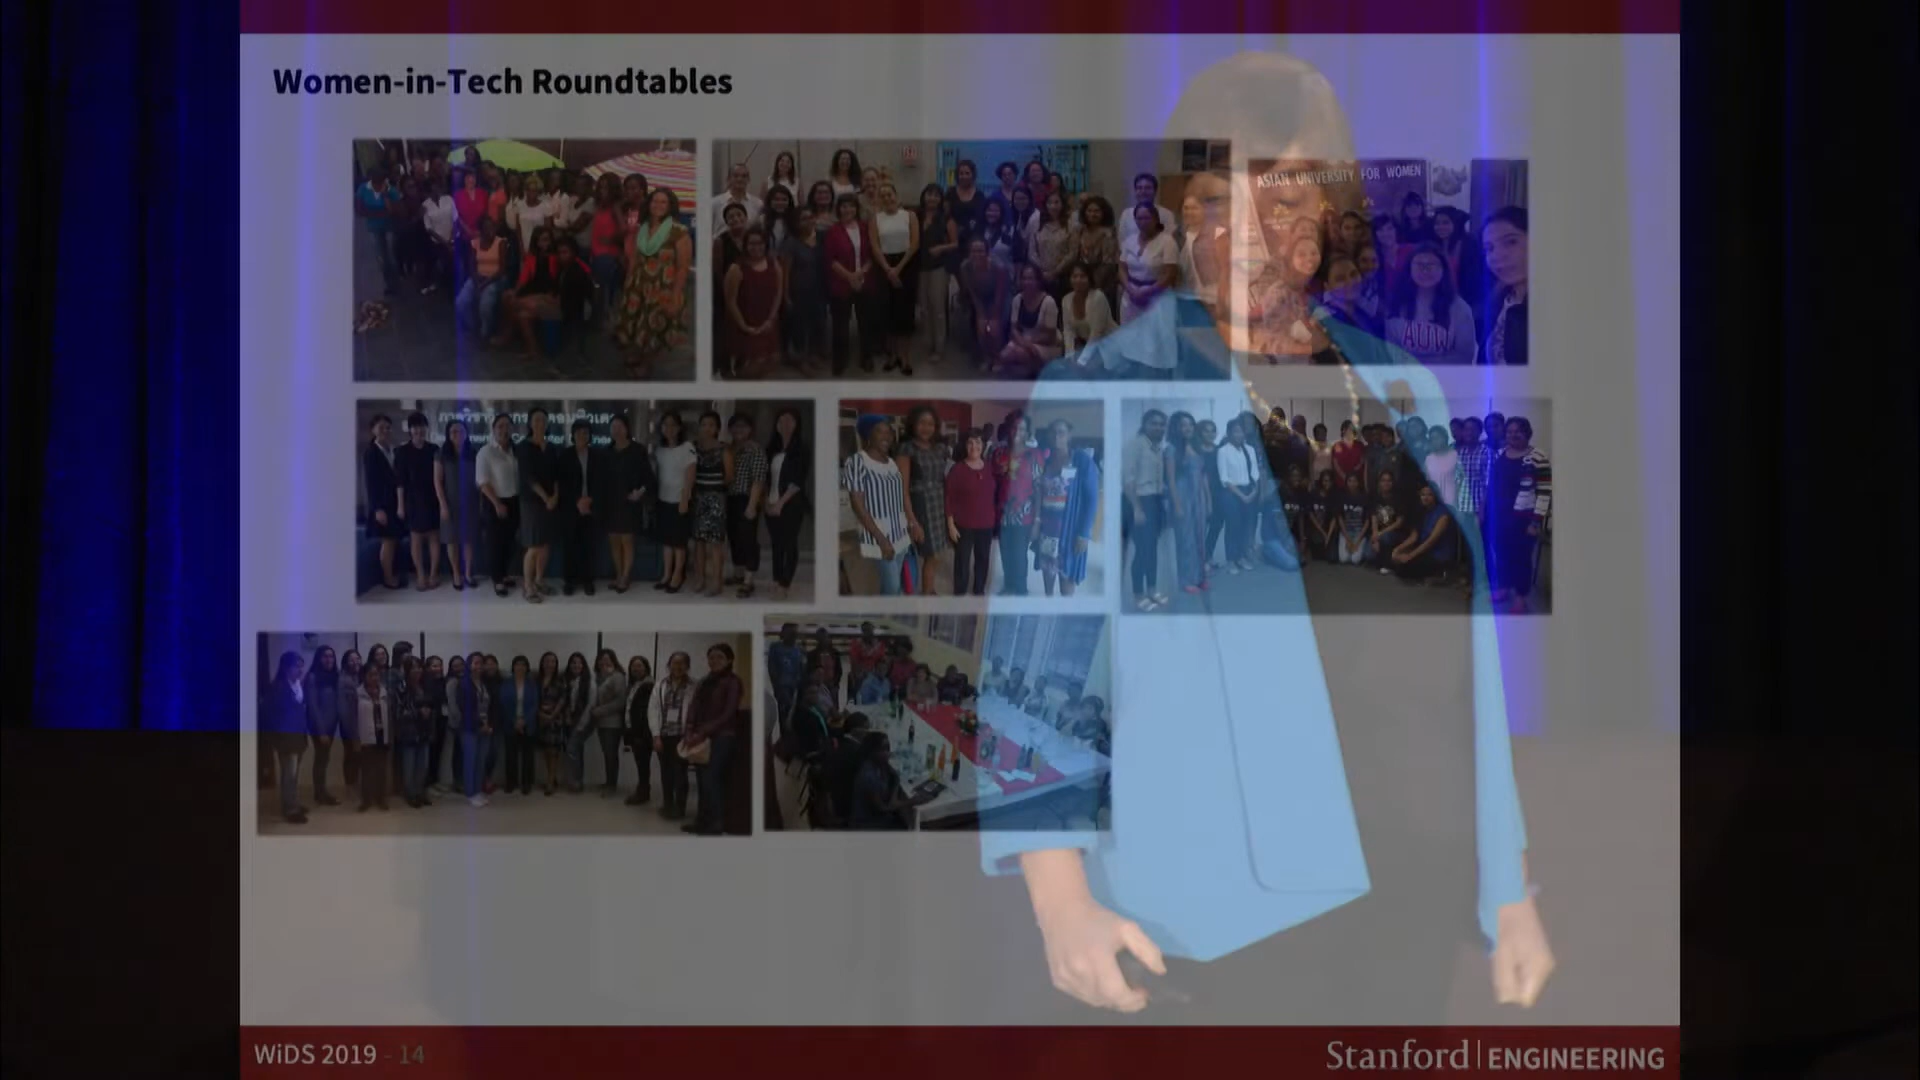 Women-in-Tech Roundtables
ASIAN UNIVERSITY FOR WOMEN
AUW
WiDS 2019 - 14
Stanford | ENGINEERING